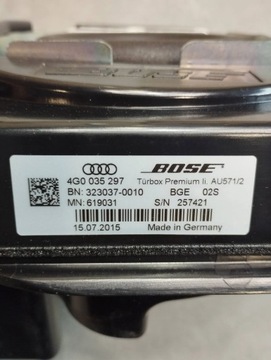 BOSE
4G0 035 297 Türbox Premium li. AU571/2
BN: 323037-0010 BGE 02S
MN: 619031 S/N 257421
15.07.2015 Made in Germany